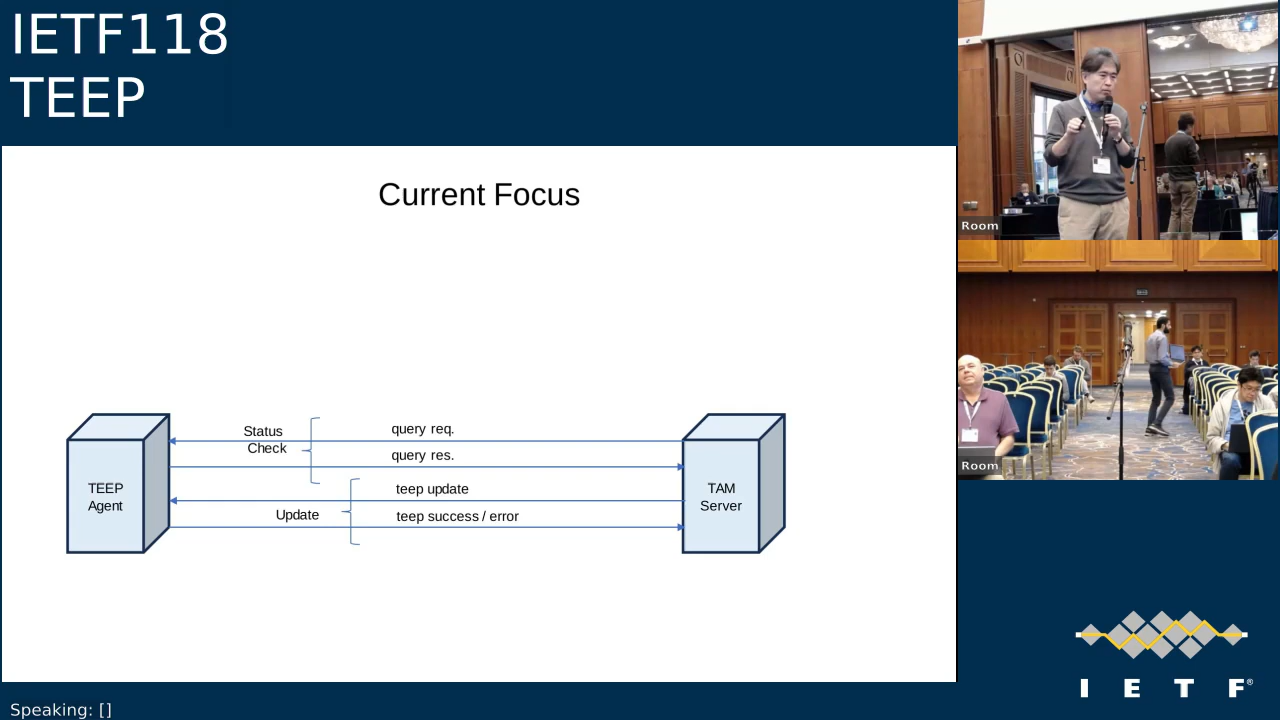 IETF118
TEEP
Current Focus
Status
Check
query req.
query res.
teep update
Update
teep success / error
TEEP
Agent
TAM
Server
Room
Room
I E T F®
Speaking: []